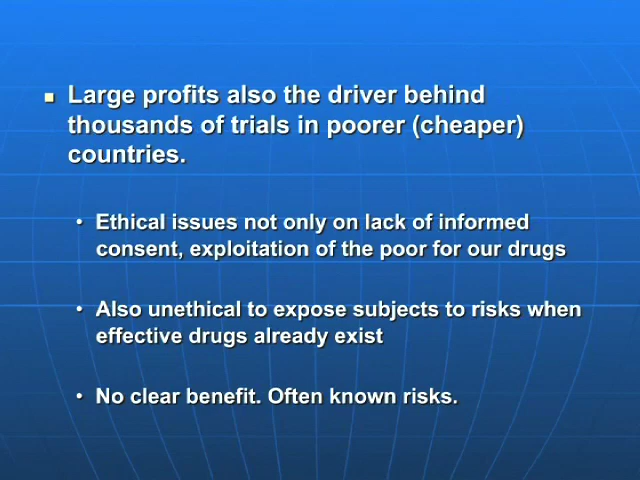 Large profits also the driver behind
thousands of trials in poorer (cheaper)
countries.
• Ethical issues not only on lack of informed
consent, exploitation of the poor for our drugs
• Also unethical to expose subjects to risks when
effective drugs already exist
• No clear benefit. Often known risks.